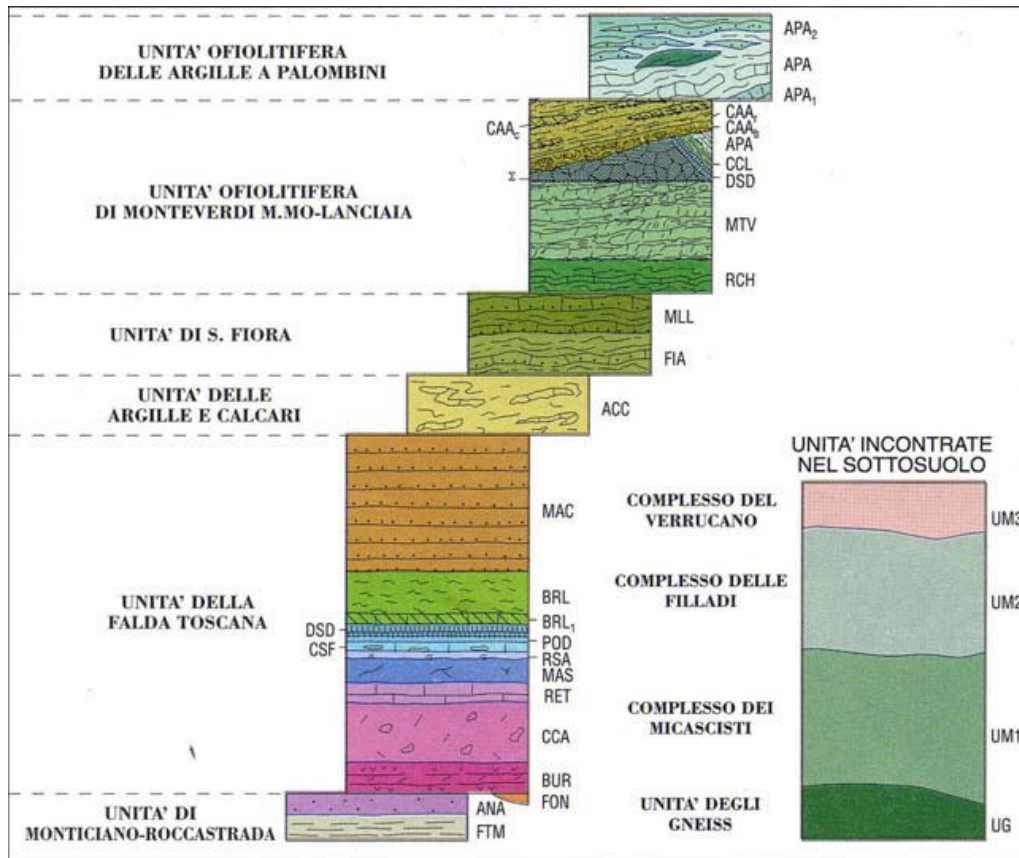 UNITA' OFIOLITIFERA
DELLE ARGILLE A PALOMBINI
APA2
APA
APA1
UNITA' OFIOLITIFERA
DI MONTEVERDI M.MO-LANCIAIA
CAAc
Σ
CAAr
CAAb
APA
CCL
DSD
MTV
RCH
UNITA' DI S. FIORA
MLL
FIA
UNITA' DELLE
ARGILLE E CALCARI
ACC
UNITA' DELLA
FALDA TOSCANA
DSD
CSF
MAC
BRL
BRL1
POD
RSA
MAS
RET
CCA
BUR
FON
UNITA' DI
MONTICIANO-ROCCASTRADA
ANA
FTM
UNITA' INCONTRATE
NEL SOTTOSUOLO
COMPLESSO DEL
VERRUCANO
UM3
COMPLESSO DELLE
FILLADI
UM2
COMPLESSO DEI
MICASCISTI
UM1
UNITA' DEGLI
GNEISS
UG